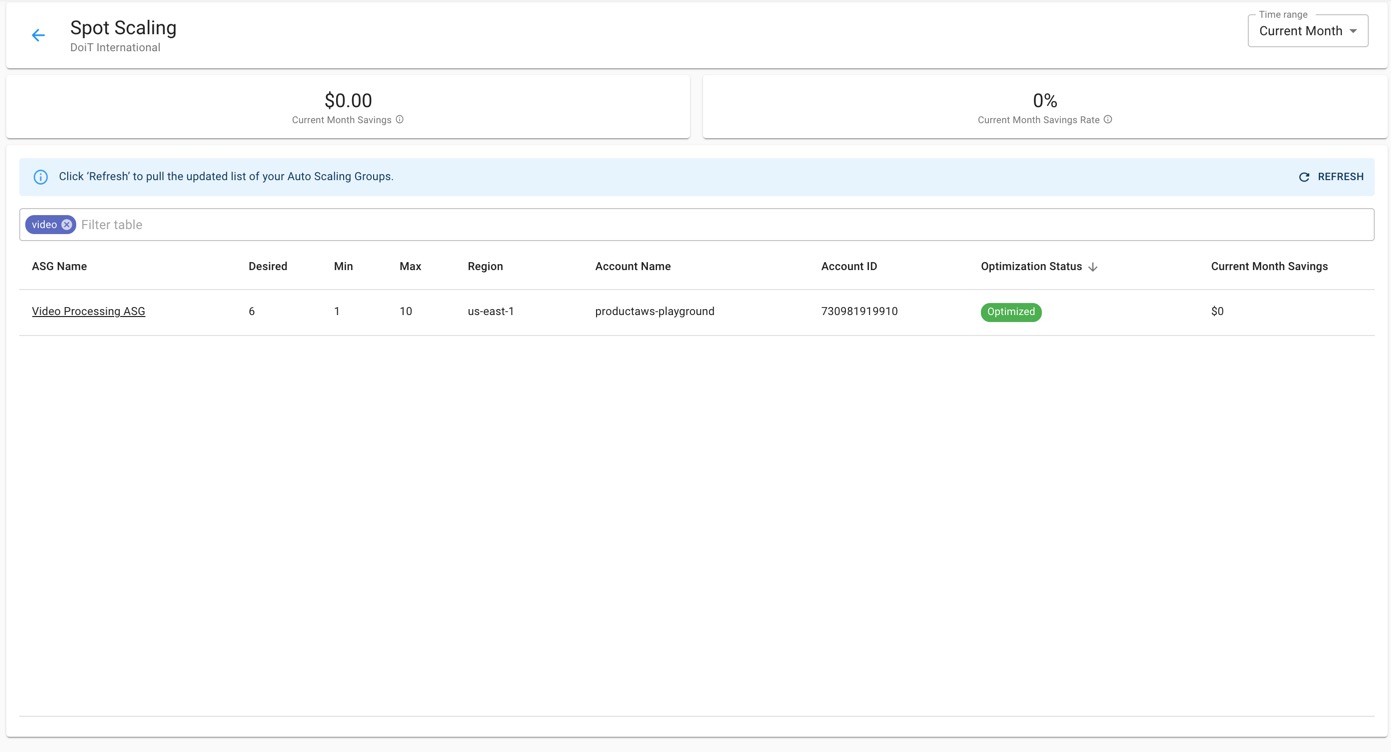 Spot Scaling
DoiT International
Time range
Current Month
$0.00
Current Month Savings
0%
Current Month Savings Rate
Click ‘Refresh’ to pull the updated list of your Auto Scaling Groups.
REFRESH
video Filter table
ASG Name Desired Min Max Region Account Name Account ID Optimization Status Current Month Savings
Video Processing ASG 6 1 10 us-east-1 productaws-playground 730981919910 Optimized $0